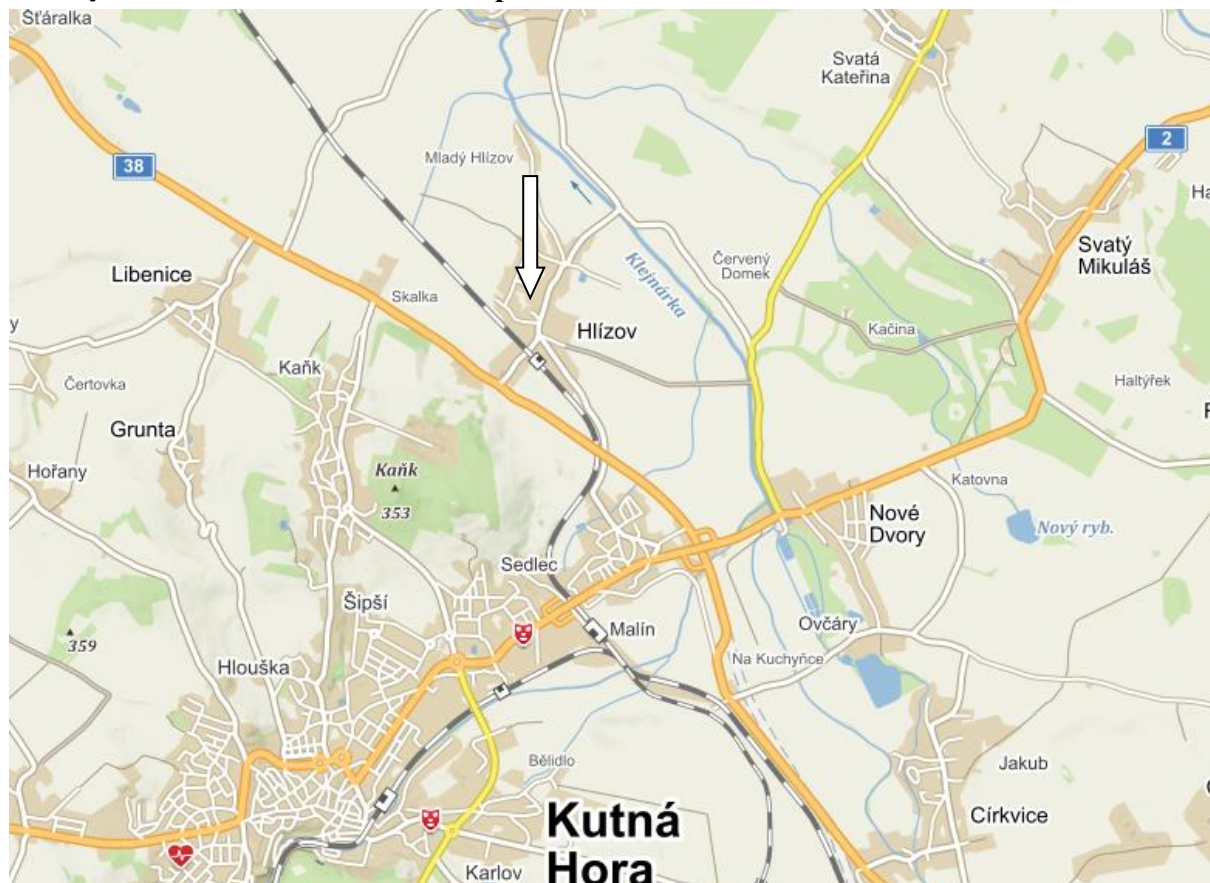 Šťáralka
Svatá
Kateřina
2
38
Mladý Hlízov
Ha
Svatý
Mikuláš
Libenice
Červený
Domek
Klejnárka
Skalka
y
Hlízov
Kačina
Kaňk
Čertovka
Haltýřek
Grunta
Hořany
Kaňk
353
Katovna
Nové
Dvory
Nový ryb.
Sedlec
Šipší
Malín
Ovčáry
359
Hlouška
Na Kuchyňce
Bělidlo
Jakub
Kutná
Hora
Církvice
Karlov